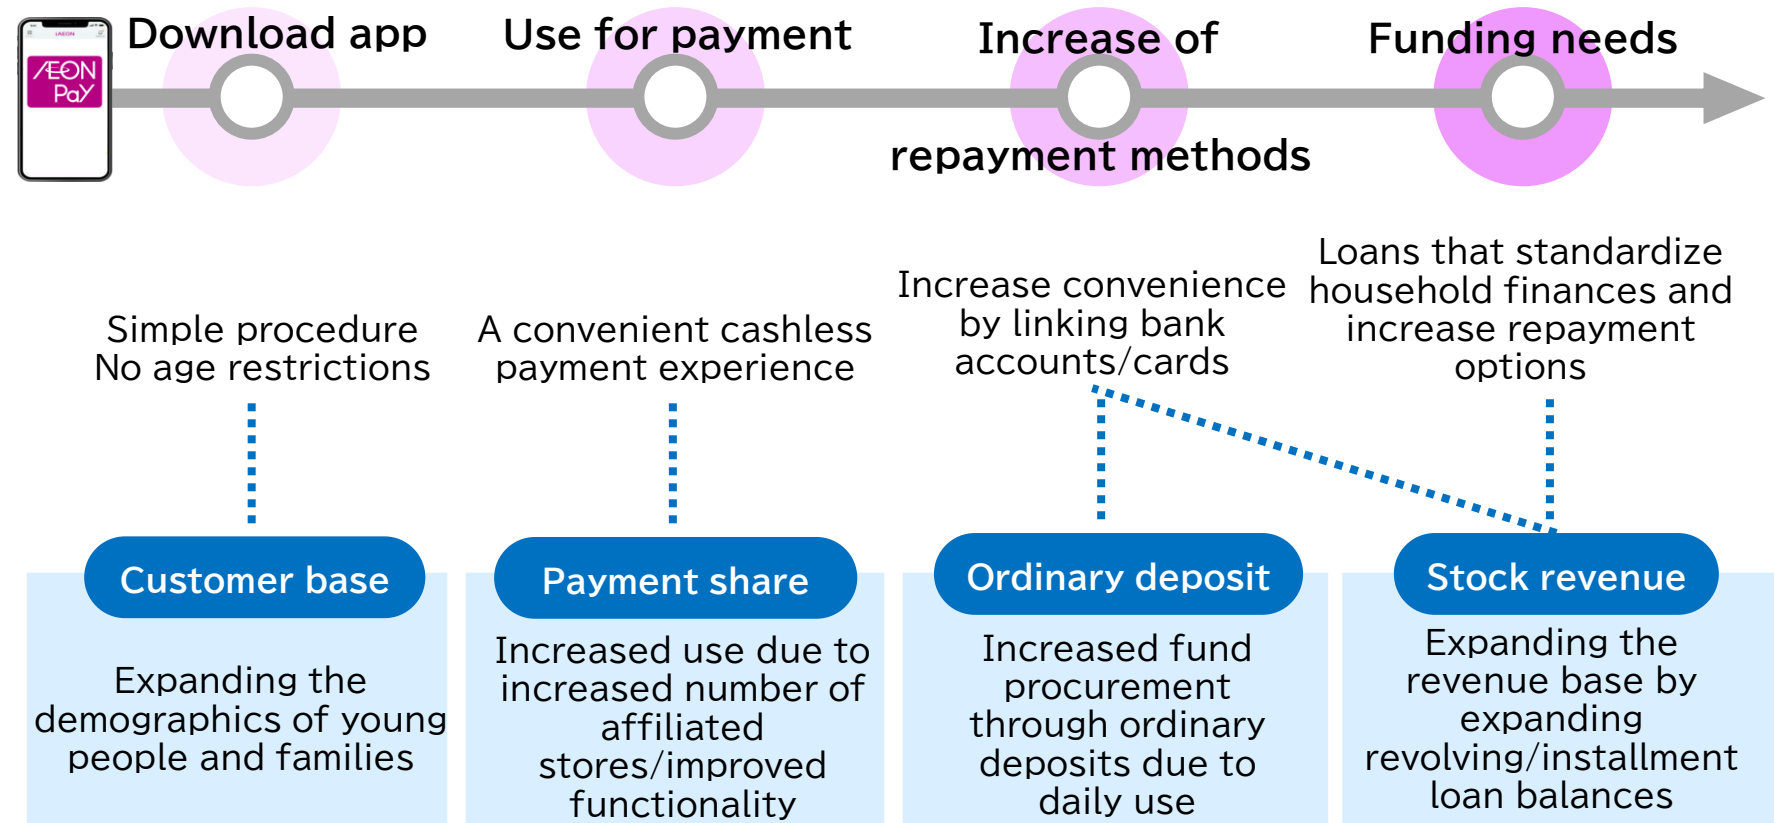 iAEON
ÆON
Pay
Download app
Use for payment
Increase of
repayment methods
Funding needs
Simple procedure
No age restrictions
A convenient cashless
payment experience
Increase convenience
by linking bank
accounts/cards
Loans that standardize
household finances and
increase repayment
options
Customer base
Expanding the
demographics of young
people and families
Payment share
Increased use due to
increased number of
affiliated
stores/improved
functionality
Ordinary deposit
Increased fund
procurement
through ordinary
deposits due to
daily use
Stock revenue
Expanding the
revenue base by
expanding
revolving/installment
loan balances